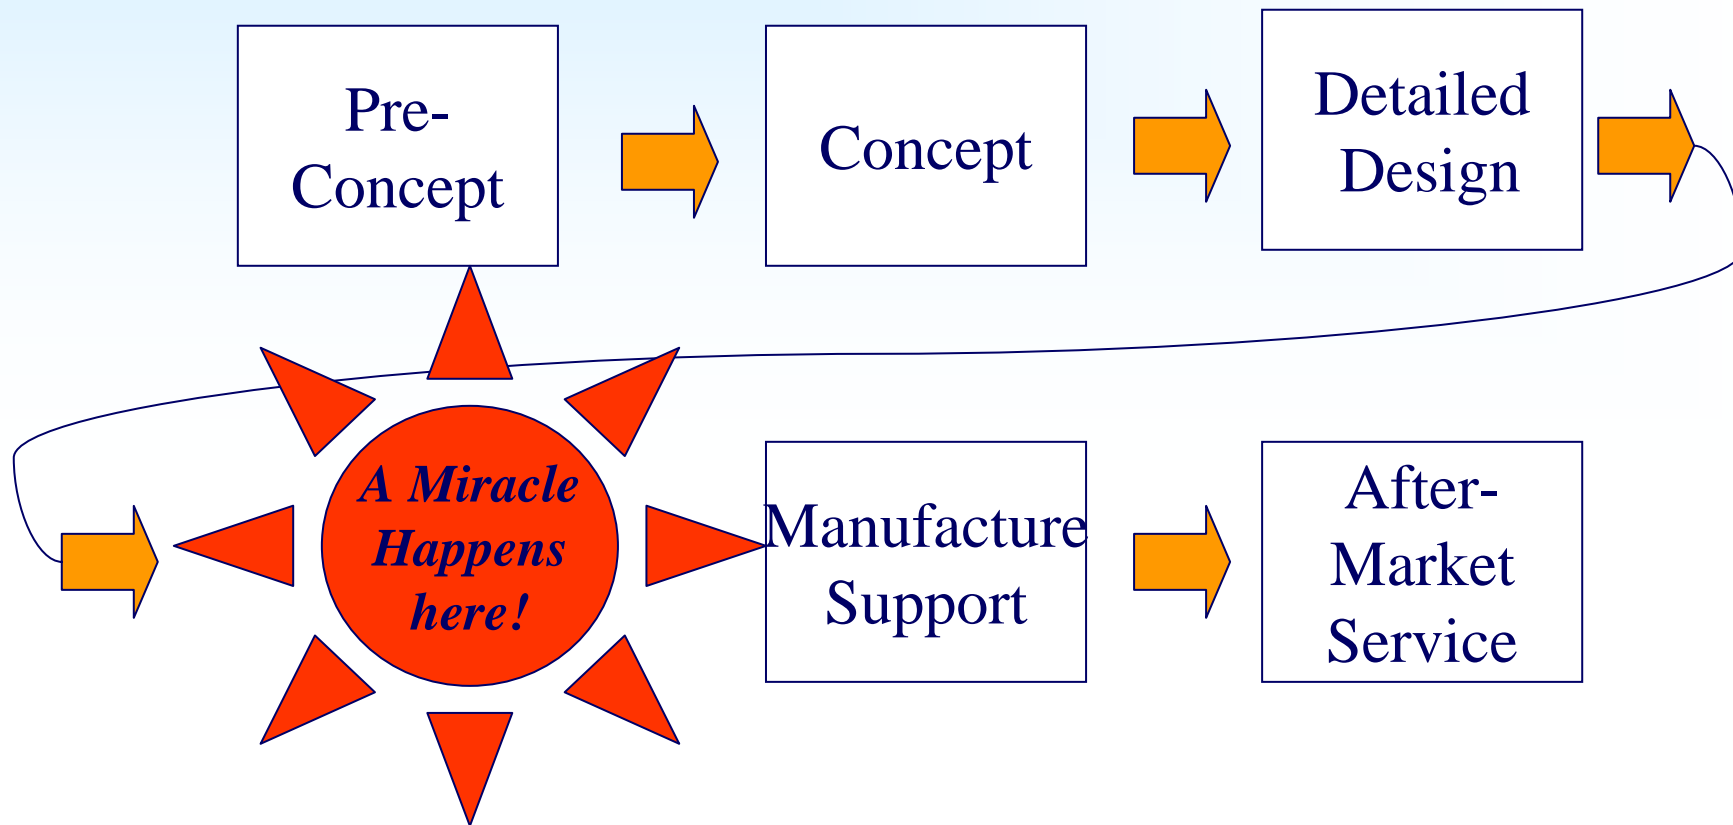 Pre-
Concept
Concept
Detailed
Design
A Miracle
Happens
here!
Manufacture
Support
After-
Market
Service